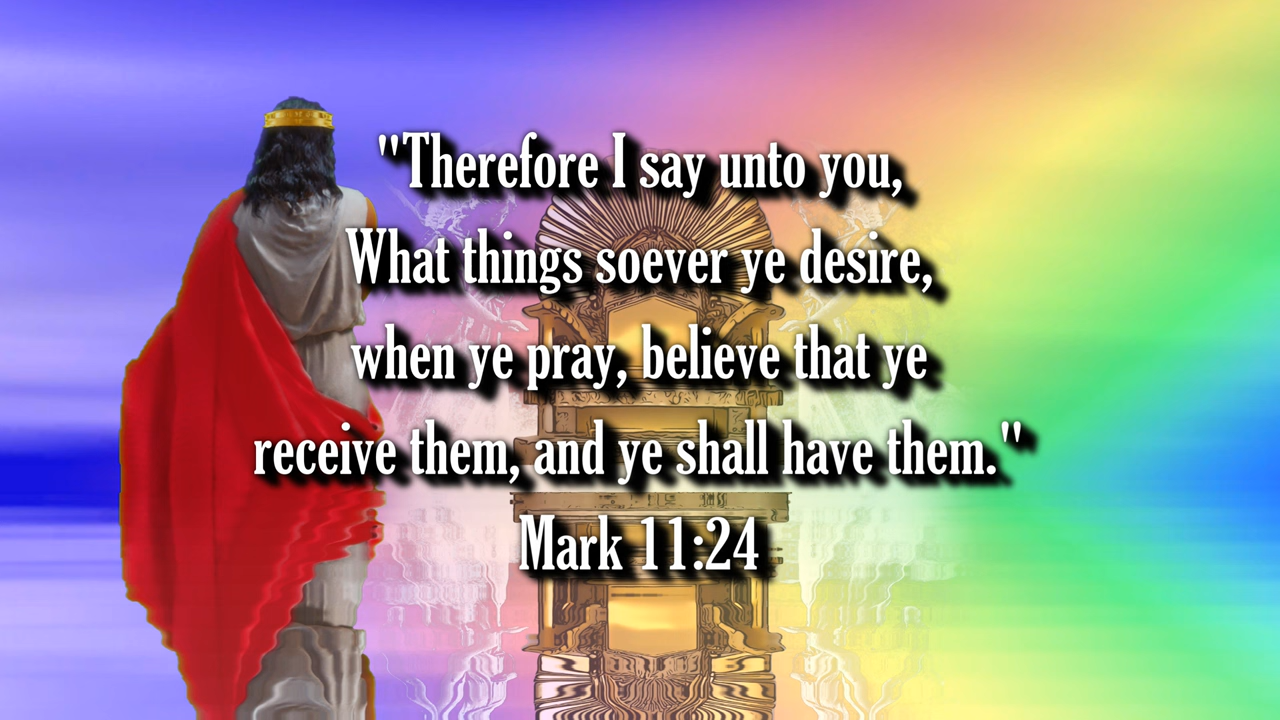 "Therefore I say unto you,
What things soever ye desire,
when ye pray, believe that ye
receive them, and ye shall have them."
Mark 11:24